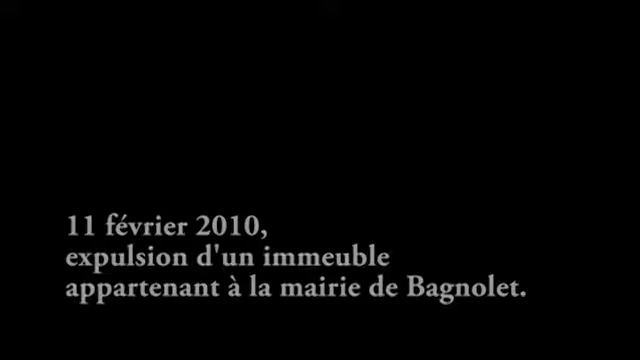 11 février 2010,
expulsion d'un immeuble
appartenant à la mairie de Bagnolet.